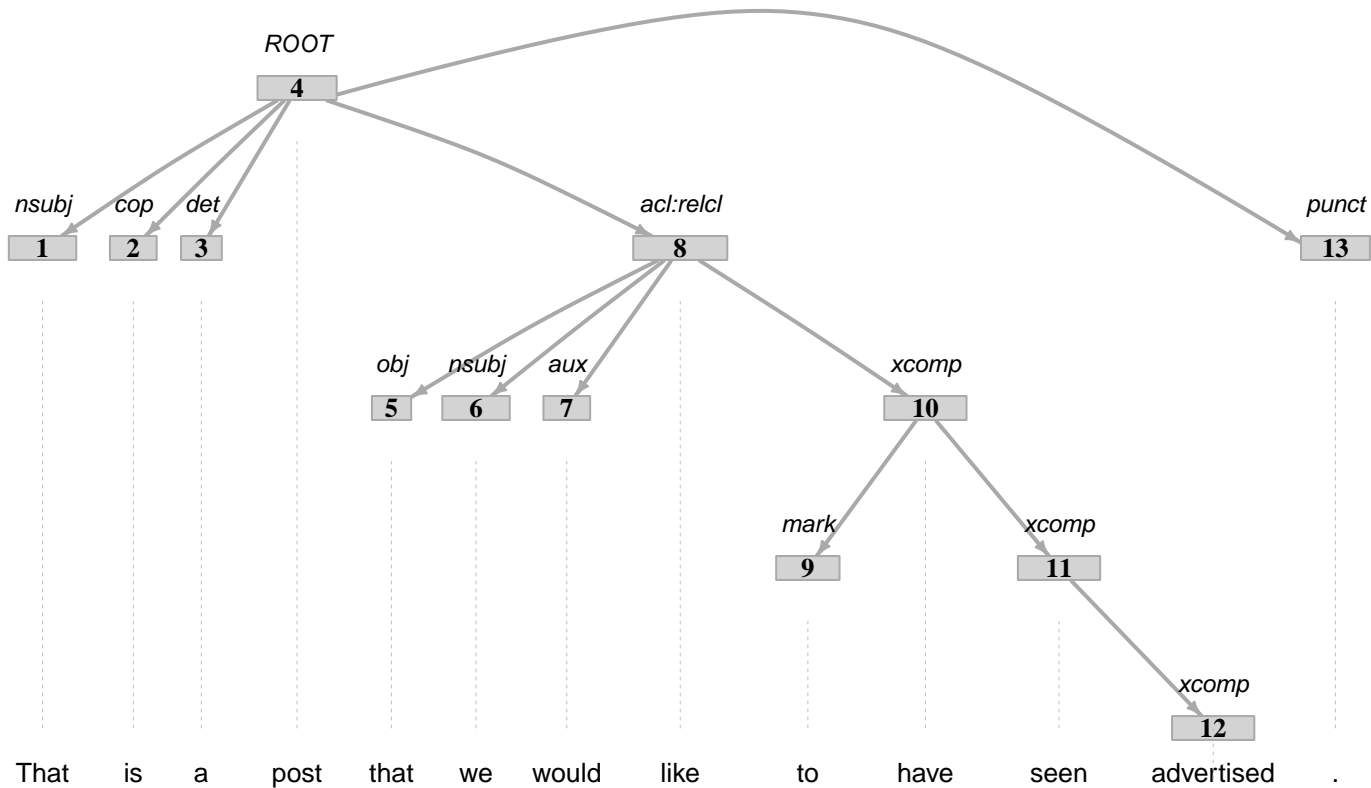 ROOT
4
nsubj cop det acl:relcl punct
1 2 3 8 13
obj nsubj aux xcomp
5 6 7 10
mark xcomp
9 11
xcomp
12
That is a post that we would like to have seen advertised .